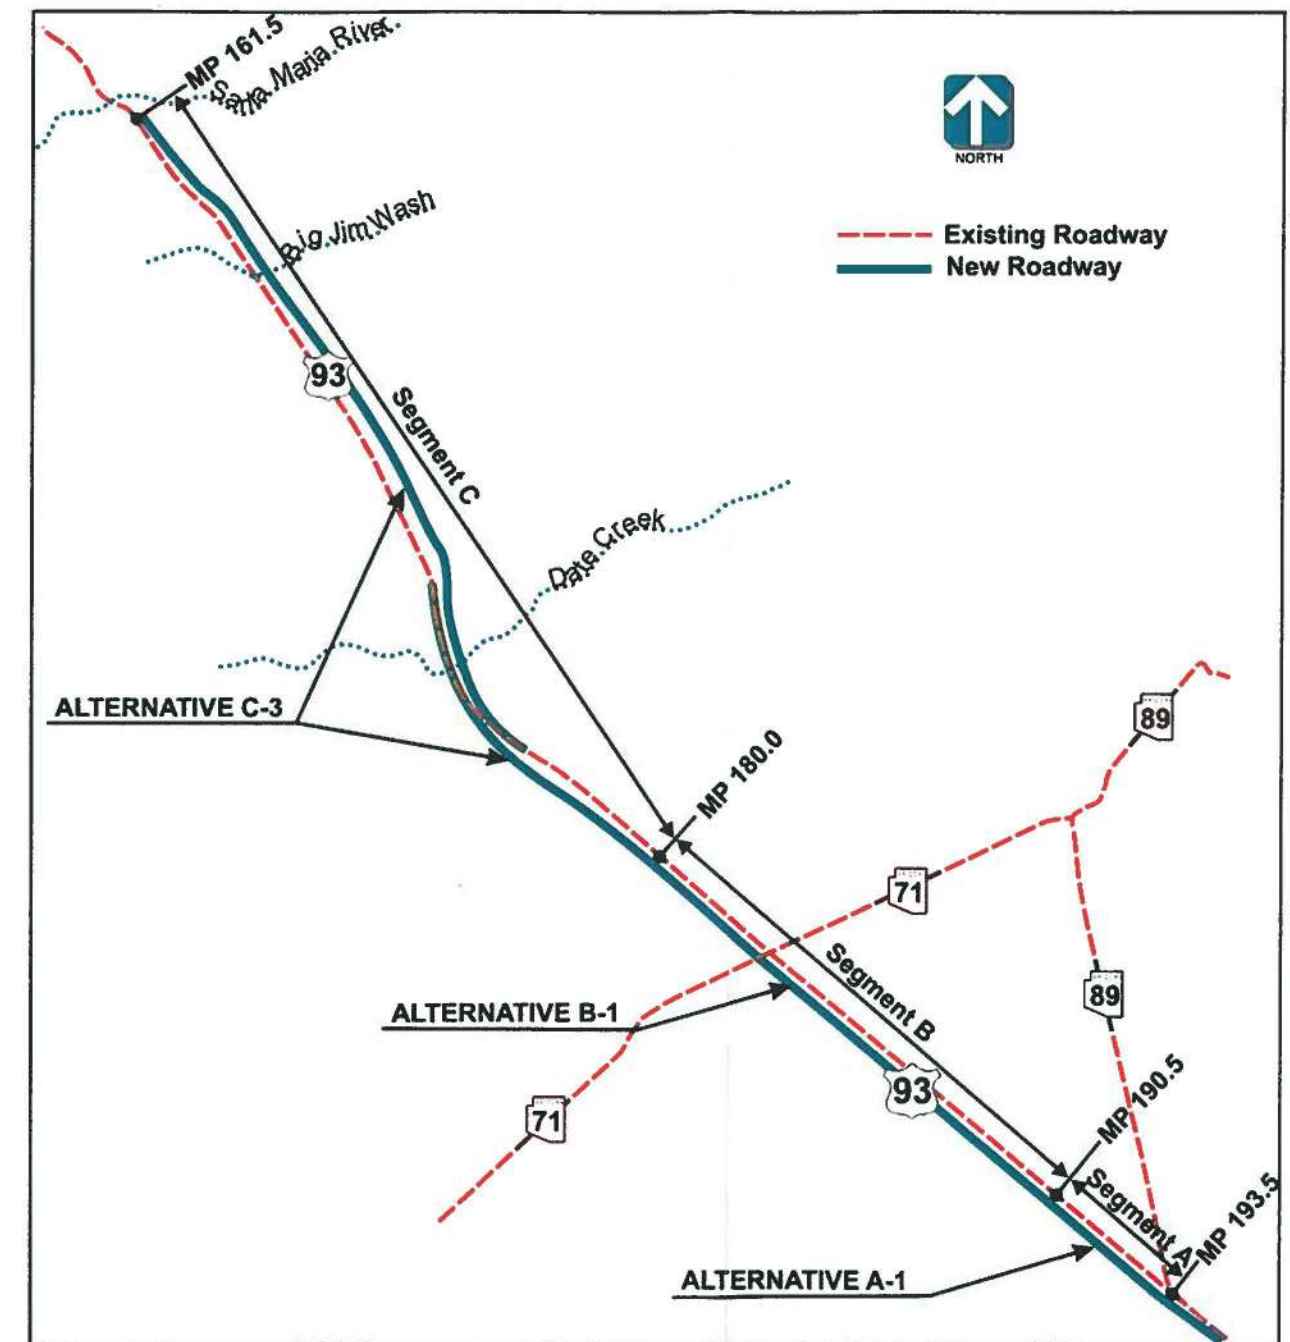 MP 161.5
Santa Maria River
NORTH
Big Jim Wash
Existing Roadway
New Roadway
93
Segment C
Date Creek
ALTERNATIVE C-3
89
MP 180.0
71
Segment B
89
ALTERNATIVE B-1
93
71
MP 190.5
Segment A
MP 193.5
ALTERNATIVE A-1